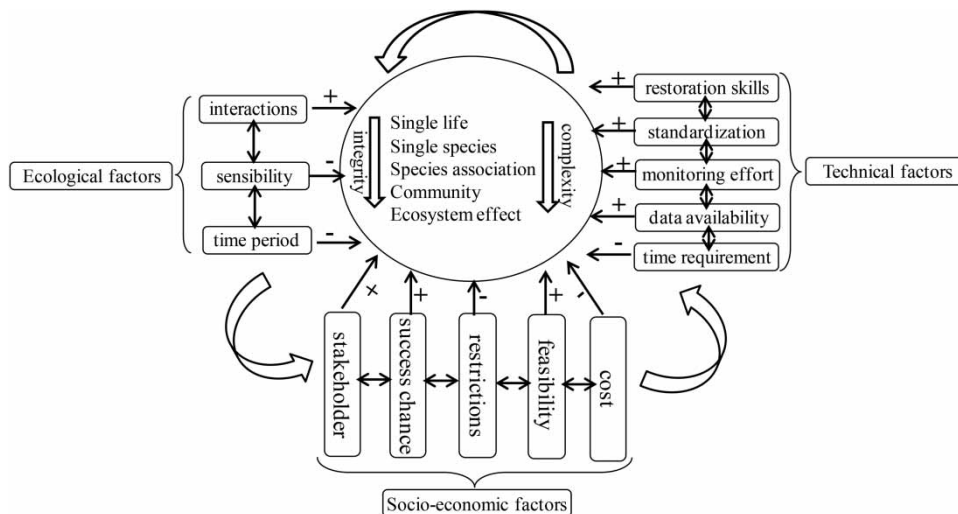 Ecological factors
interactions
sensibility
time period
+
-
-
integrity
Single life
Single species
Species association
Community
Ecosystem effect
complexity
+
+
+
+
-
restoration skills
standardization
monitoring effort
data availability
time requirement
Technical factors
+
+
-
+
-
stakeholder
success chance
restrictions
feasibility
cost
Socio-economic factors